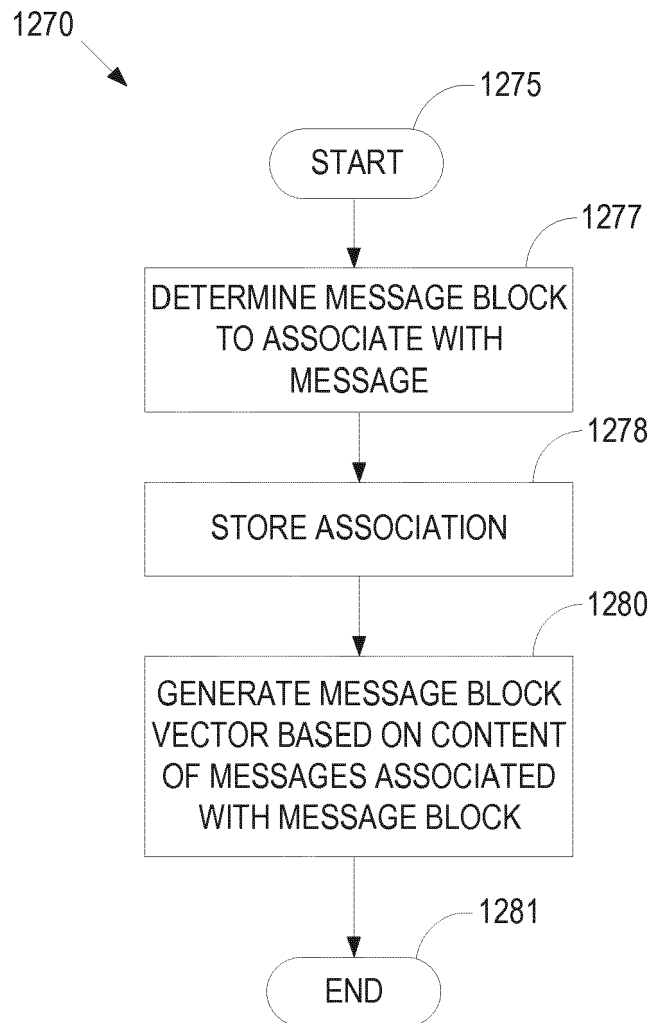 1270
1275
START
1277
DETERMINE MESSAGE BLOCK
TO ASSOCIATE WITH
MESSAGE
1278
STORE ASSOCIATION
1280
GENERATE MESSAGE BLOCK
VECTOR BASED ON CONTENT
OF MESSAGES ASSOCIATED
WITH MESSAGE BLOCK
1281
END